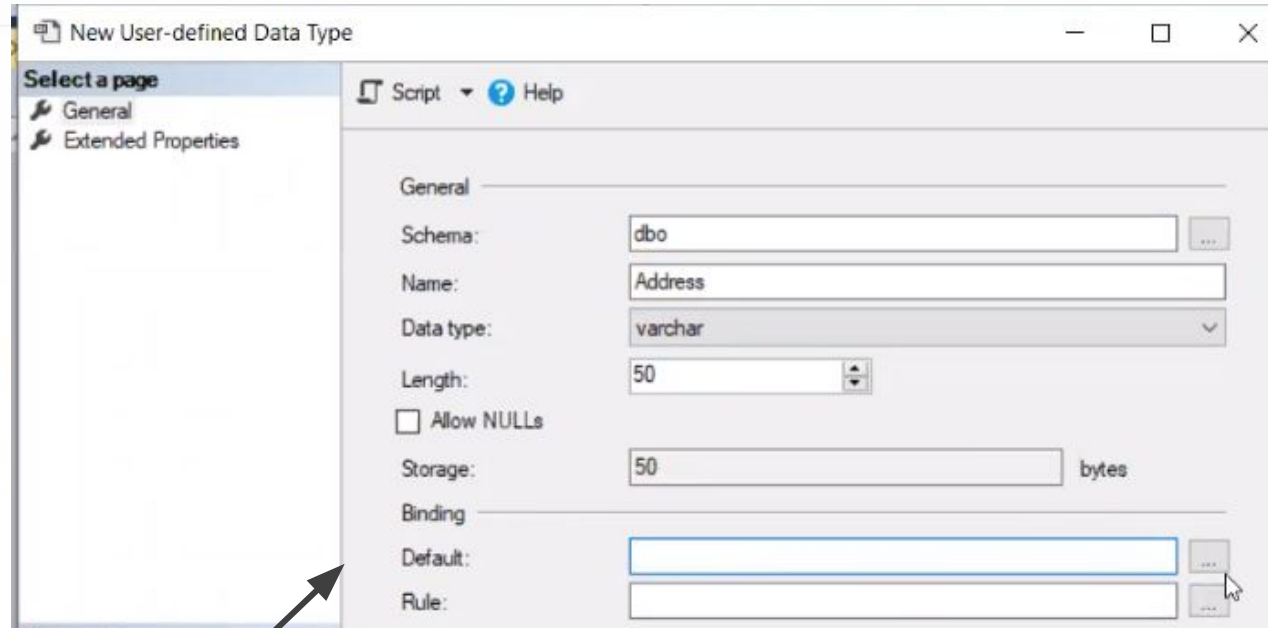 New User-defined Data Type
Select a page
General
Extended Properties
Script Help
General
Schema: dbo ...
Name: Address
Data type: varchar
Length: 50
Allow NULLs
Storage: 50 bytes
Binding
Default: ...
Rule: ...